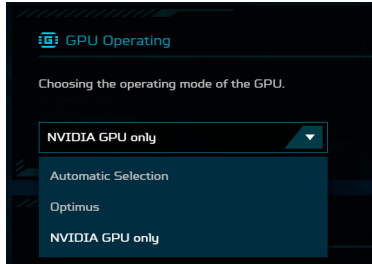 GPU Operating
Choosing the operating mode of the GPU.
NVIDIA GPU only
Automatic Selection
Optimus
NVIDIA GPU only